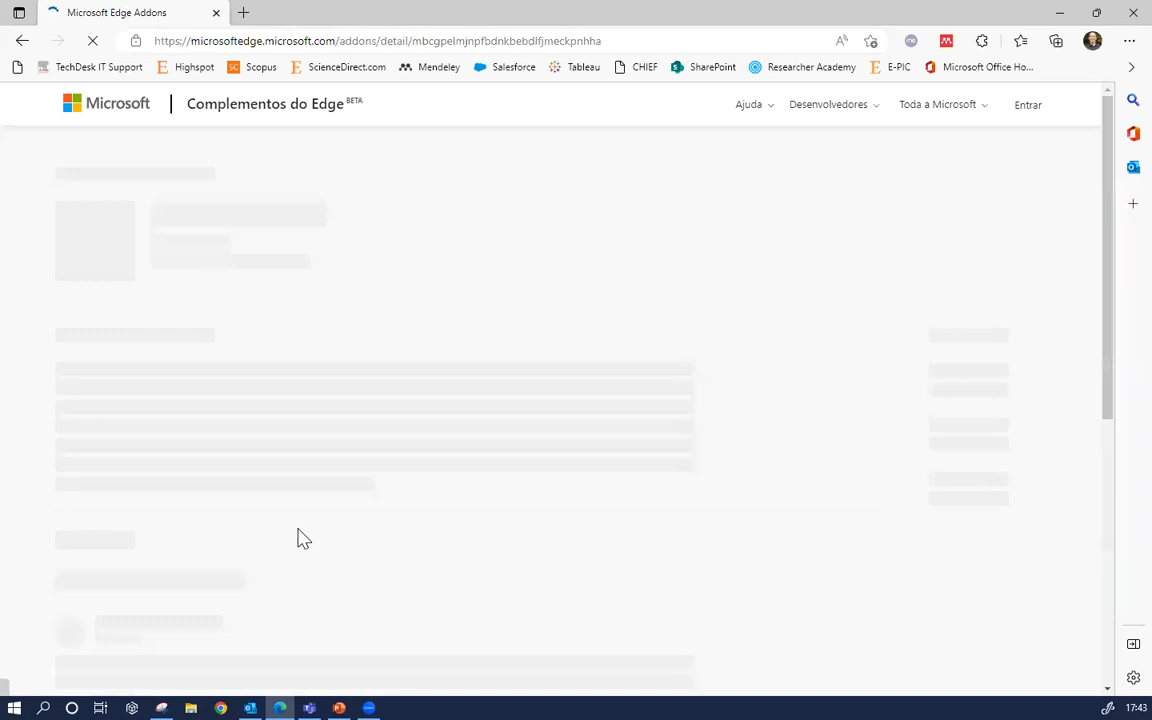 Microsoft Edge Addons
https://microsoftedge.microsoft.com/addons/detail/mbcgpelmjnpfbdnkbebdlfjmeckpnhha
TechDesk IT Support
Highspot
Scopus
ScienceDirect.com
Mendeley
Salesforce
Tableau
CHIEF
SharePoint
Researcher Academy
E-PIC
Microsoft Office Ho...
Microsoft
Complementos do Edge BETA
Ajuda
Desenvolvedores
Toda a Microsoft
Entrar
17:43